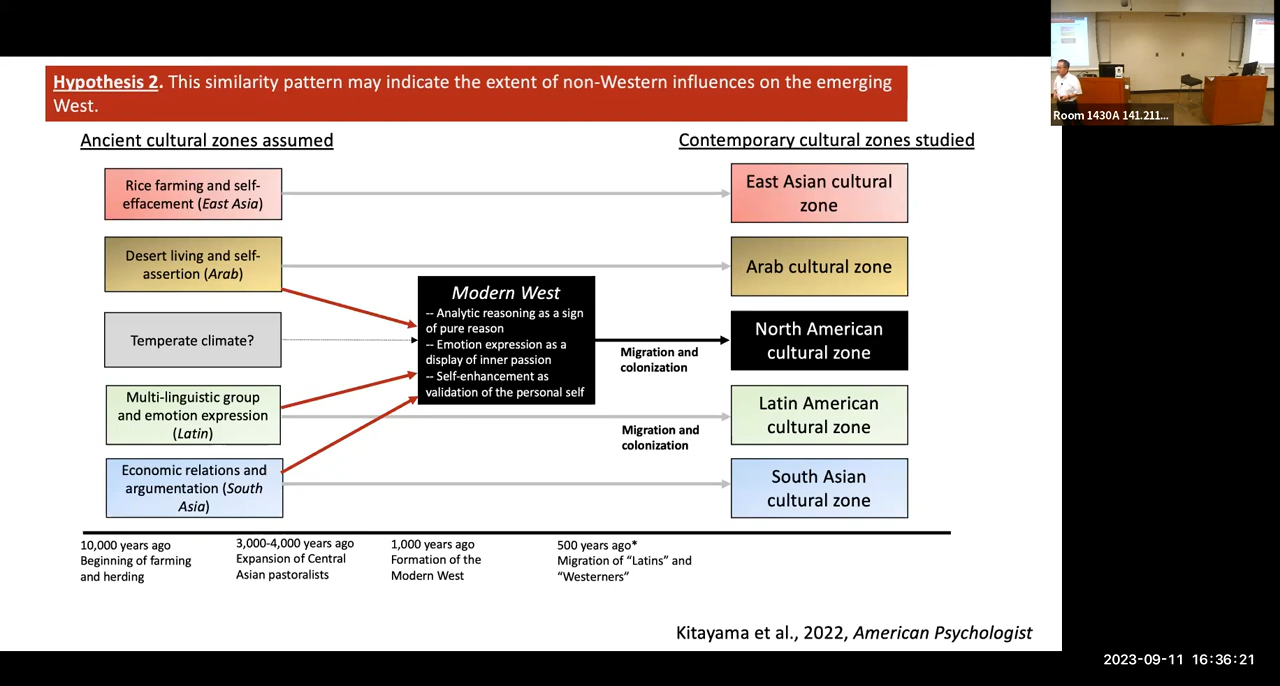 Hypothesis 2. This similarity pattern may indicate the extent of non-Western influences on the emerging
West.
Room 1430A 141.211...
Ancient cultural zones assumed
Contemporary cultural zones studied
Rice farming and self-
effacement (East Asia)
East Asian cultural
zone
Desert living and self-
assertion (Arab)
Arab cultural zone
Modern West
-- Analytic reasoning as a sign
of pure reason
-- Emotion expression as a
display of inner passion
-- Self-enhancement as
validation of the personal self
Temperate climate?
Migration and
colonization
North American
cultural zone
Multi-linguistic group
and emotion expression
(Latin)
Migration and
colonization
Latin American
cultural zone
Economic relations and
argumentation (South
Asia)
South Asian
cultural zone
10,000 years ago
Beginning of farming
and herding
3,000-4,000 years ago
Expansion of Central
Asian pastoralists
1,000 years ago
Formation of the
Modern West
500 years ago*
Migration of “Latins” and
“Westerners”
Kitayama et al., 2022, American Psychologist
2023-09-11 16:36:21